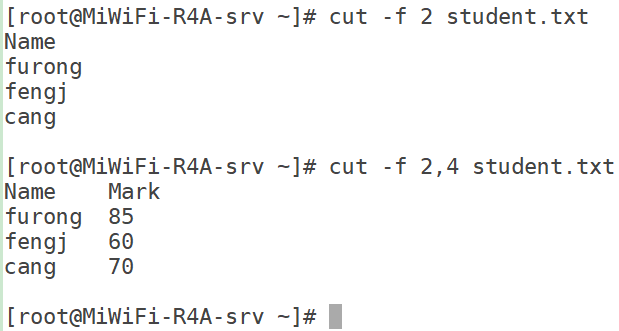 [root@MiWiFi-R4A-srv ~]# cut -f 2 student.txt
Name
furong
fengj
cang

[root@MiWiFi-R4A-srv ~]# cut -f 2,4 student.txt
Name    Mark
furong  85
fengj   60
cang    70

[root@MiWiFi-R4A-srv ~]#